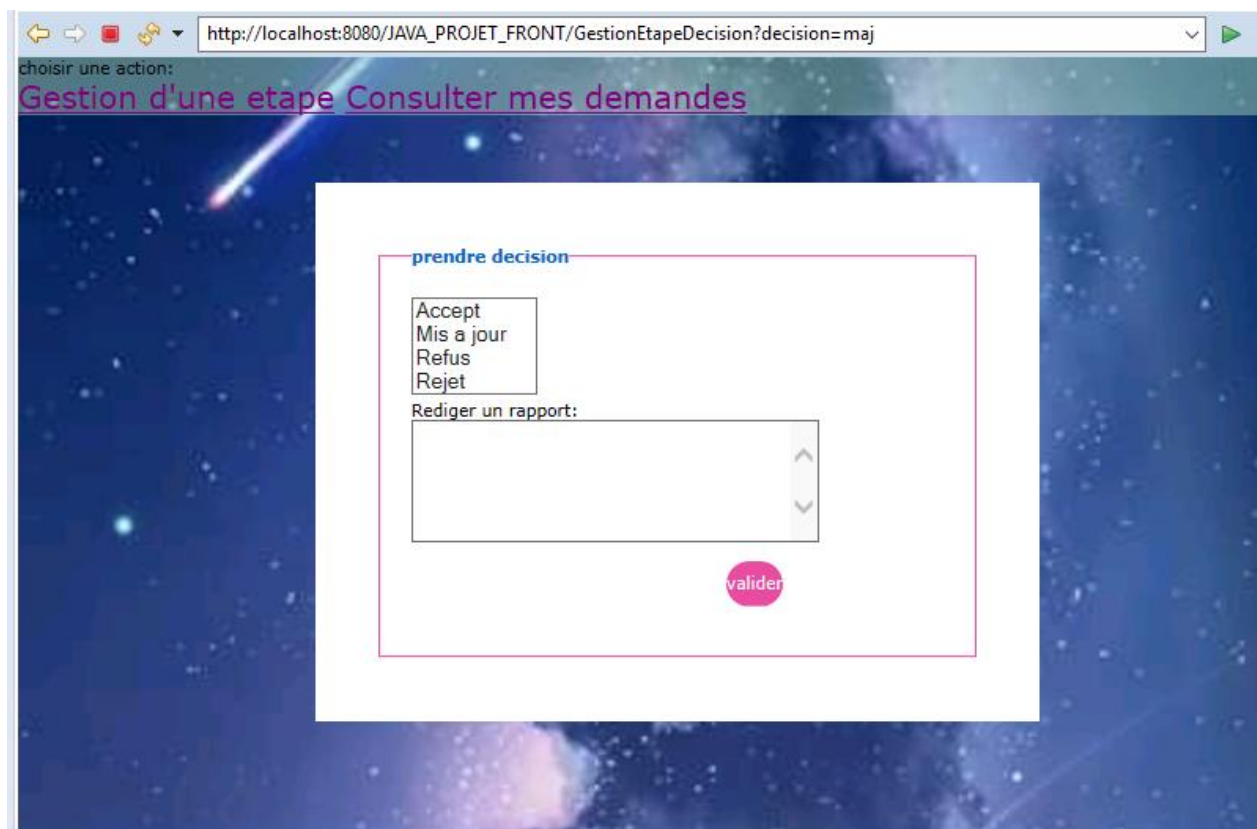 http://localhost:8080/JAVA_PROJET_FRONT/GestionEtapeDecision?decision=maj
choisir une action:
Gestion d'une etape Consulter mes demandes
prendre decision
Accept
Mis a jour
Refus
Rejet
Rediger un rapport:
valider